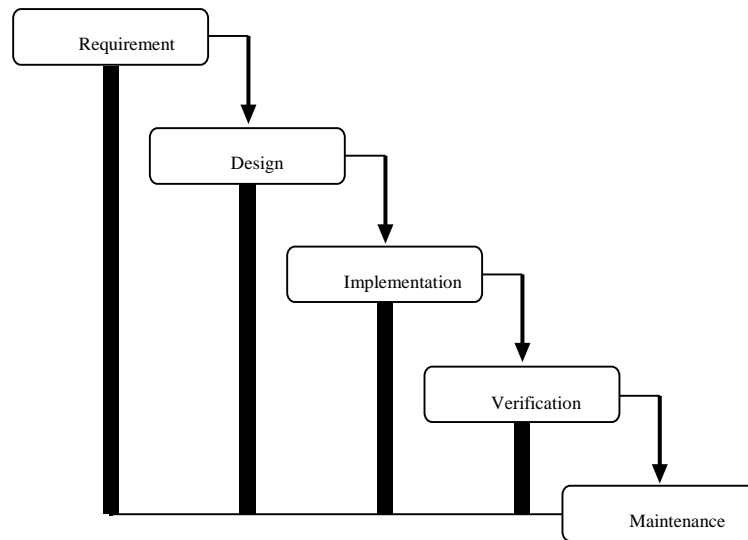 Requirement
Design
Implementation
Verification
Maintenance